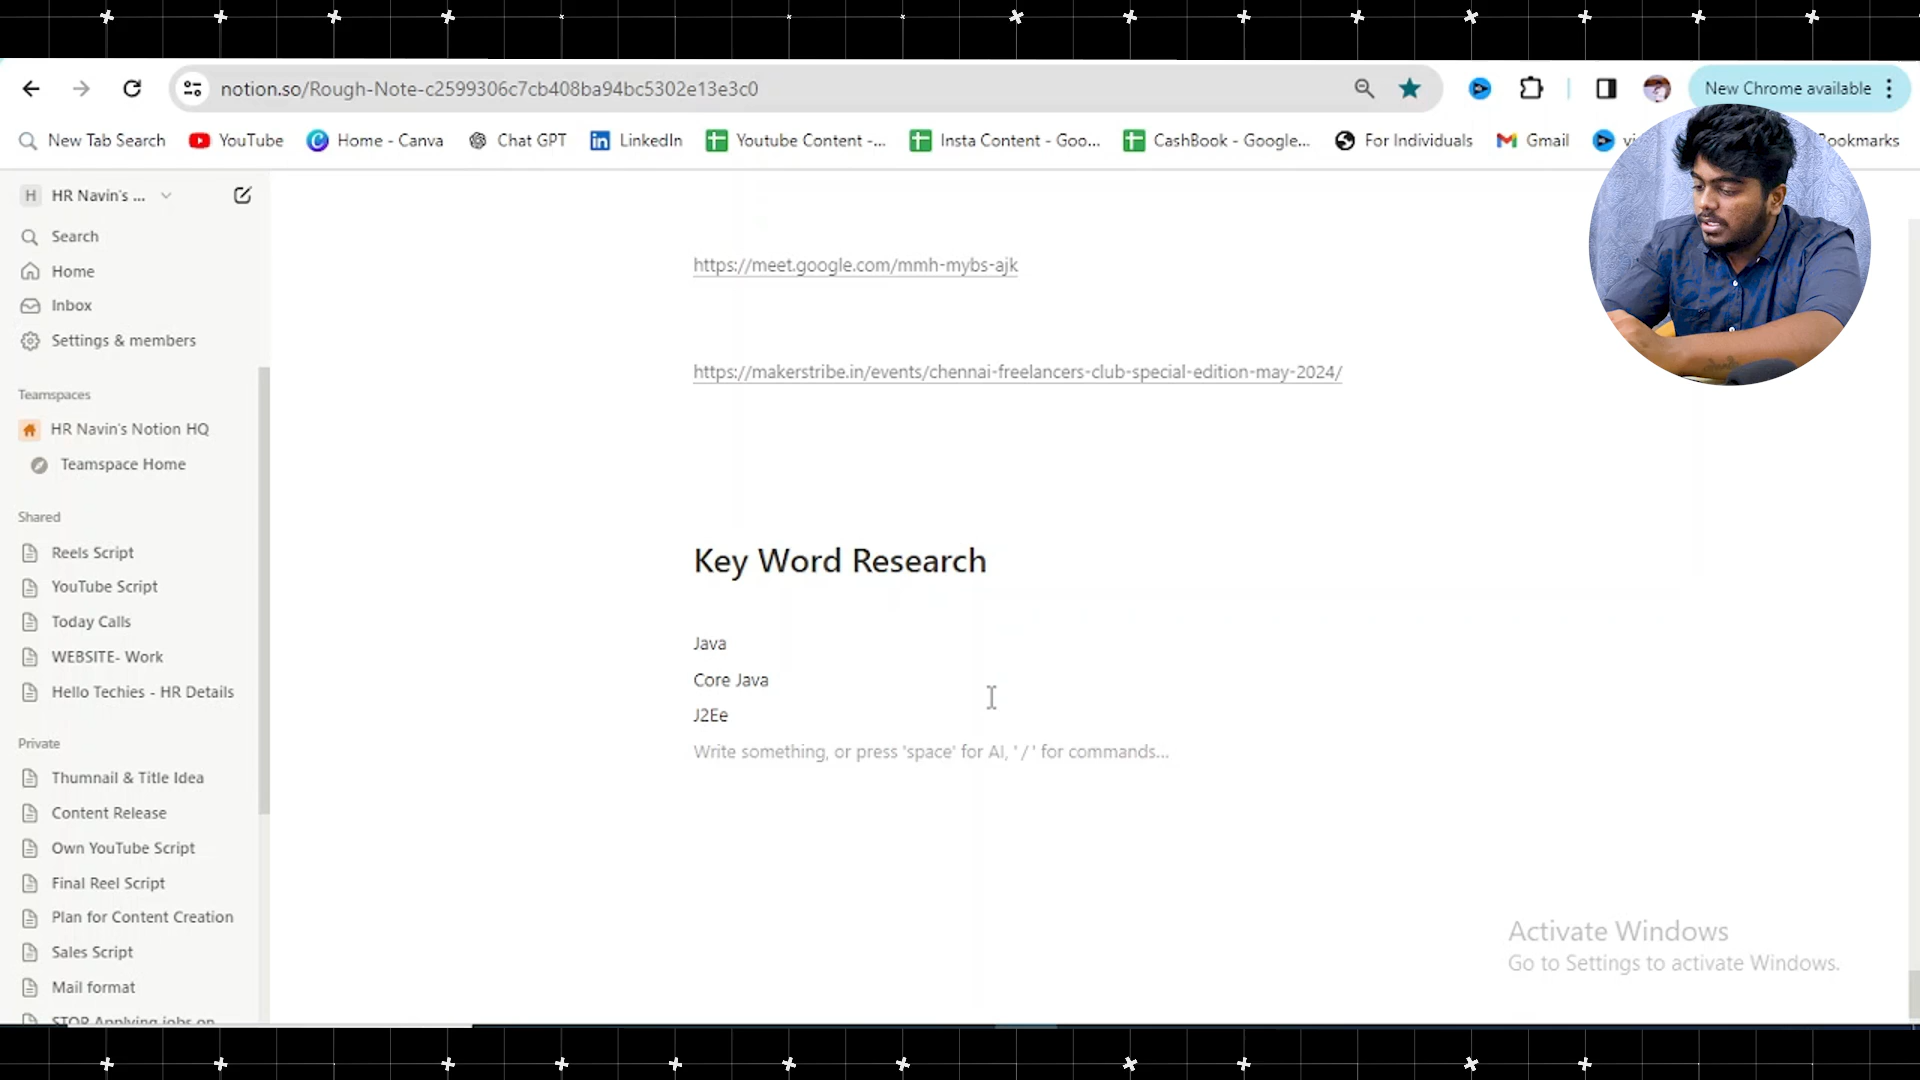 notion.so/Rough-Note-c2599306c7cb408ba94bc5302e13e3c0
New Chrome available
New Tab Search
YouTube
Home - Canva
Chat GPT
LinkedIn
Youtube Content -...
Insta Content - Goo...
CashBook - Google...
For Individuals
Gmail
ookmarks
H
HR Navin's ...
Search
Home
Inbox
Settings & members
Teamspaces
HR Navin's Notion HQ
Teamspace Home
Shared
Reels Script
YouTube Script
Today Calls
WEBSITE- Work
Hello Techies - HR Details
Private
Thumnail & Title Idea
Content Release
Own YouTube Script
Final Reel Script
Plan for Content Creation
Sales Script
Mail format
STOP Applying jobs on
https://meet.google.com/mmh-mybs-ajk
https://makerstribe.in/events/chennai-freelancers-club-special-edition-may-2024/
Key Word Research
Java
Core Java
J2Ee
Write something, or press 'space' for AI, '/' for commands...
Activate Windows
Go to Settings to activate Windows.